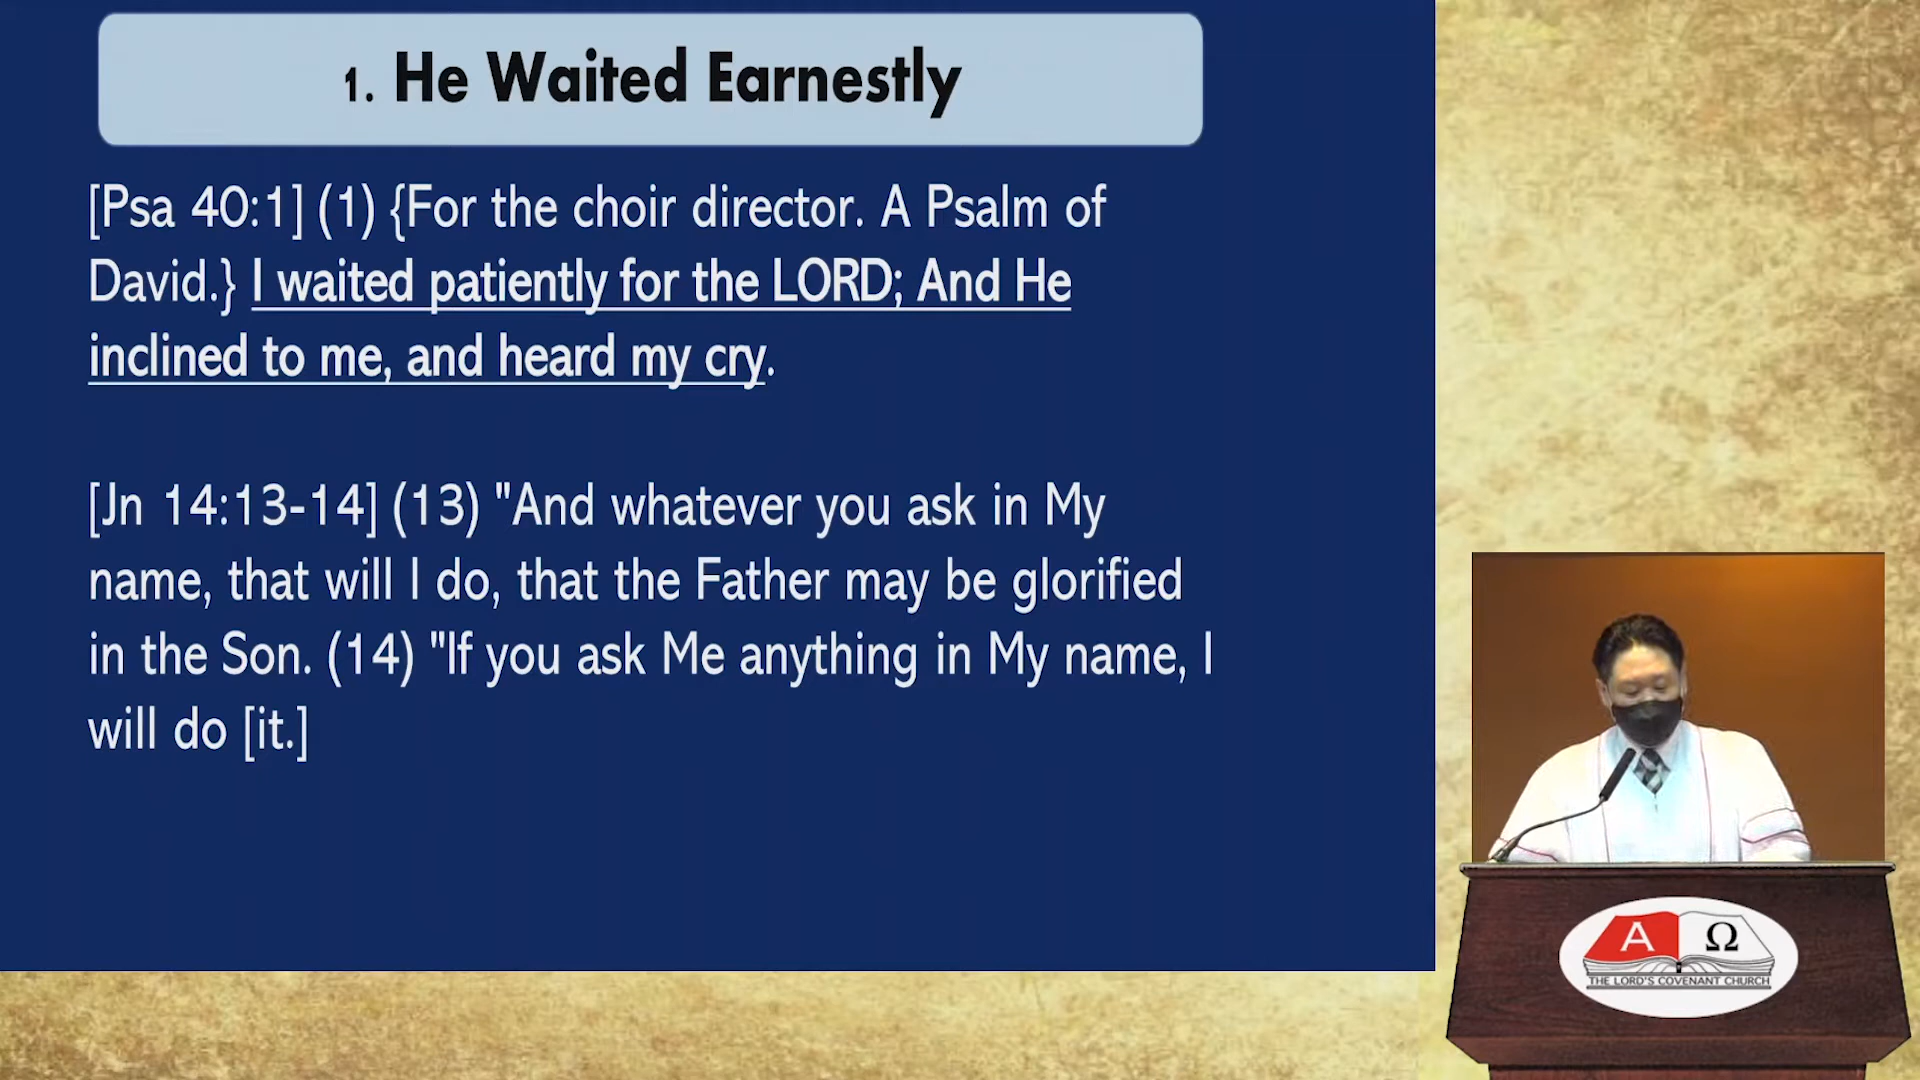 1. He Waited Earnestly
[Psa 40:1] (1) {For the choir director. A Psalm of
David.} I waited patiently for the LORD; And He
inclined to me, and heard my cry.
[Jn 14:13-14] (13) "And whatever you ask in My
name, that will I do, that the Father may be glorified
in the Son. (14) "If you ask Me anything in My name, I
will do [it.]
A Ω
THE LORD'S COVENANT CHURCH